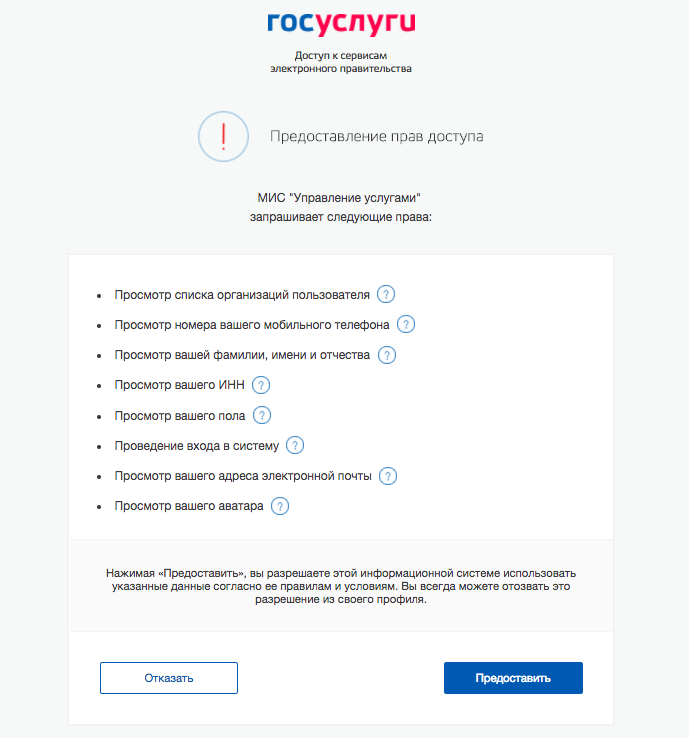 госуслуги
Доступ к сервисам
электронного правительства
!
Предоставление прав доступа
МИС "Управление услугами"
запрашивает следующие права:
• Просмотр списка организаций пользователя ?
• Просмотр номера вашего мобильного телефона ?
• Просмотр вашей фамилии, имени и отчества ?
• Просмотр вашего ИНН ?
• Просмотр вашего пола ?
• Проведение входа в систему ?
• Просмотр вашего адреса электронной почты ?
• Просмотр вашего аватара ?
Нажимая «Предоставить», вы разрешаете этой информационной системе использовать
указанные данные согласно ее правилам и условиям. Вы всегда можете отозвать это
разрешение из своего профиля.
Отказать
Предоставить